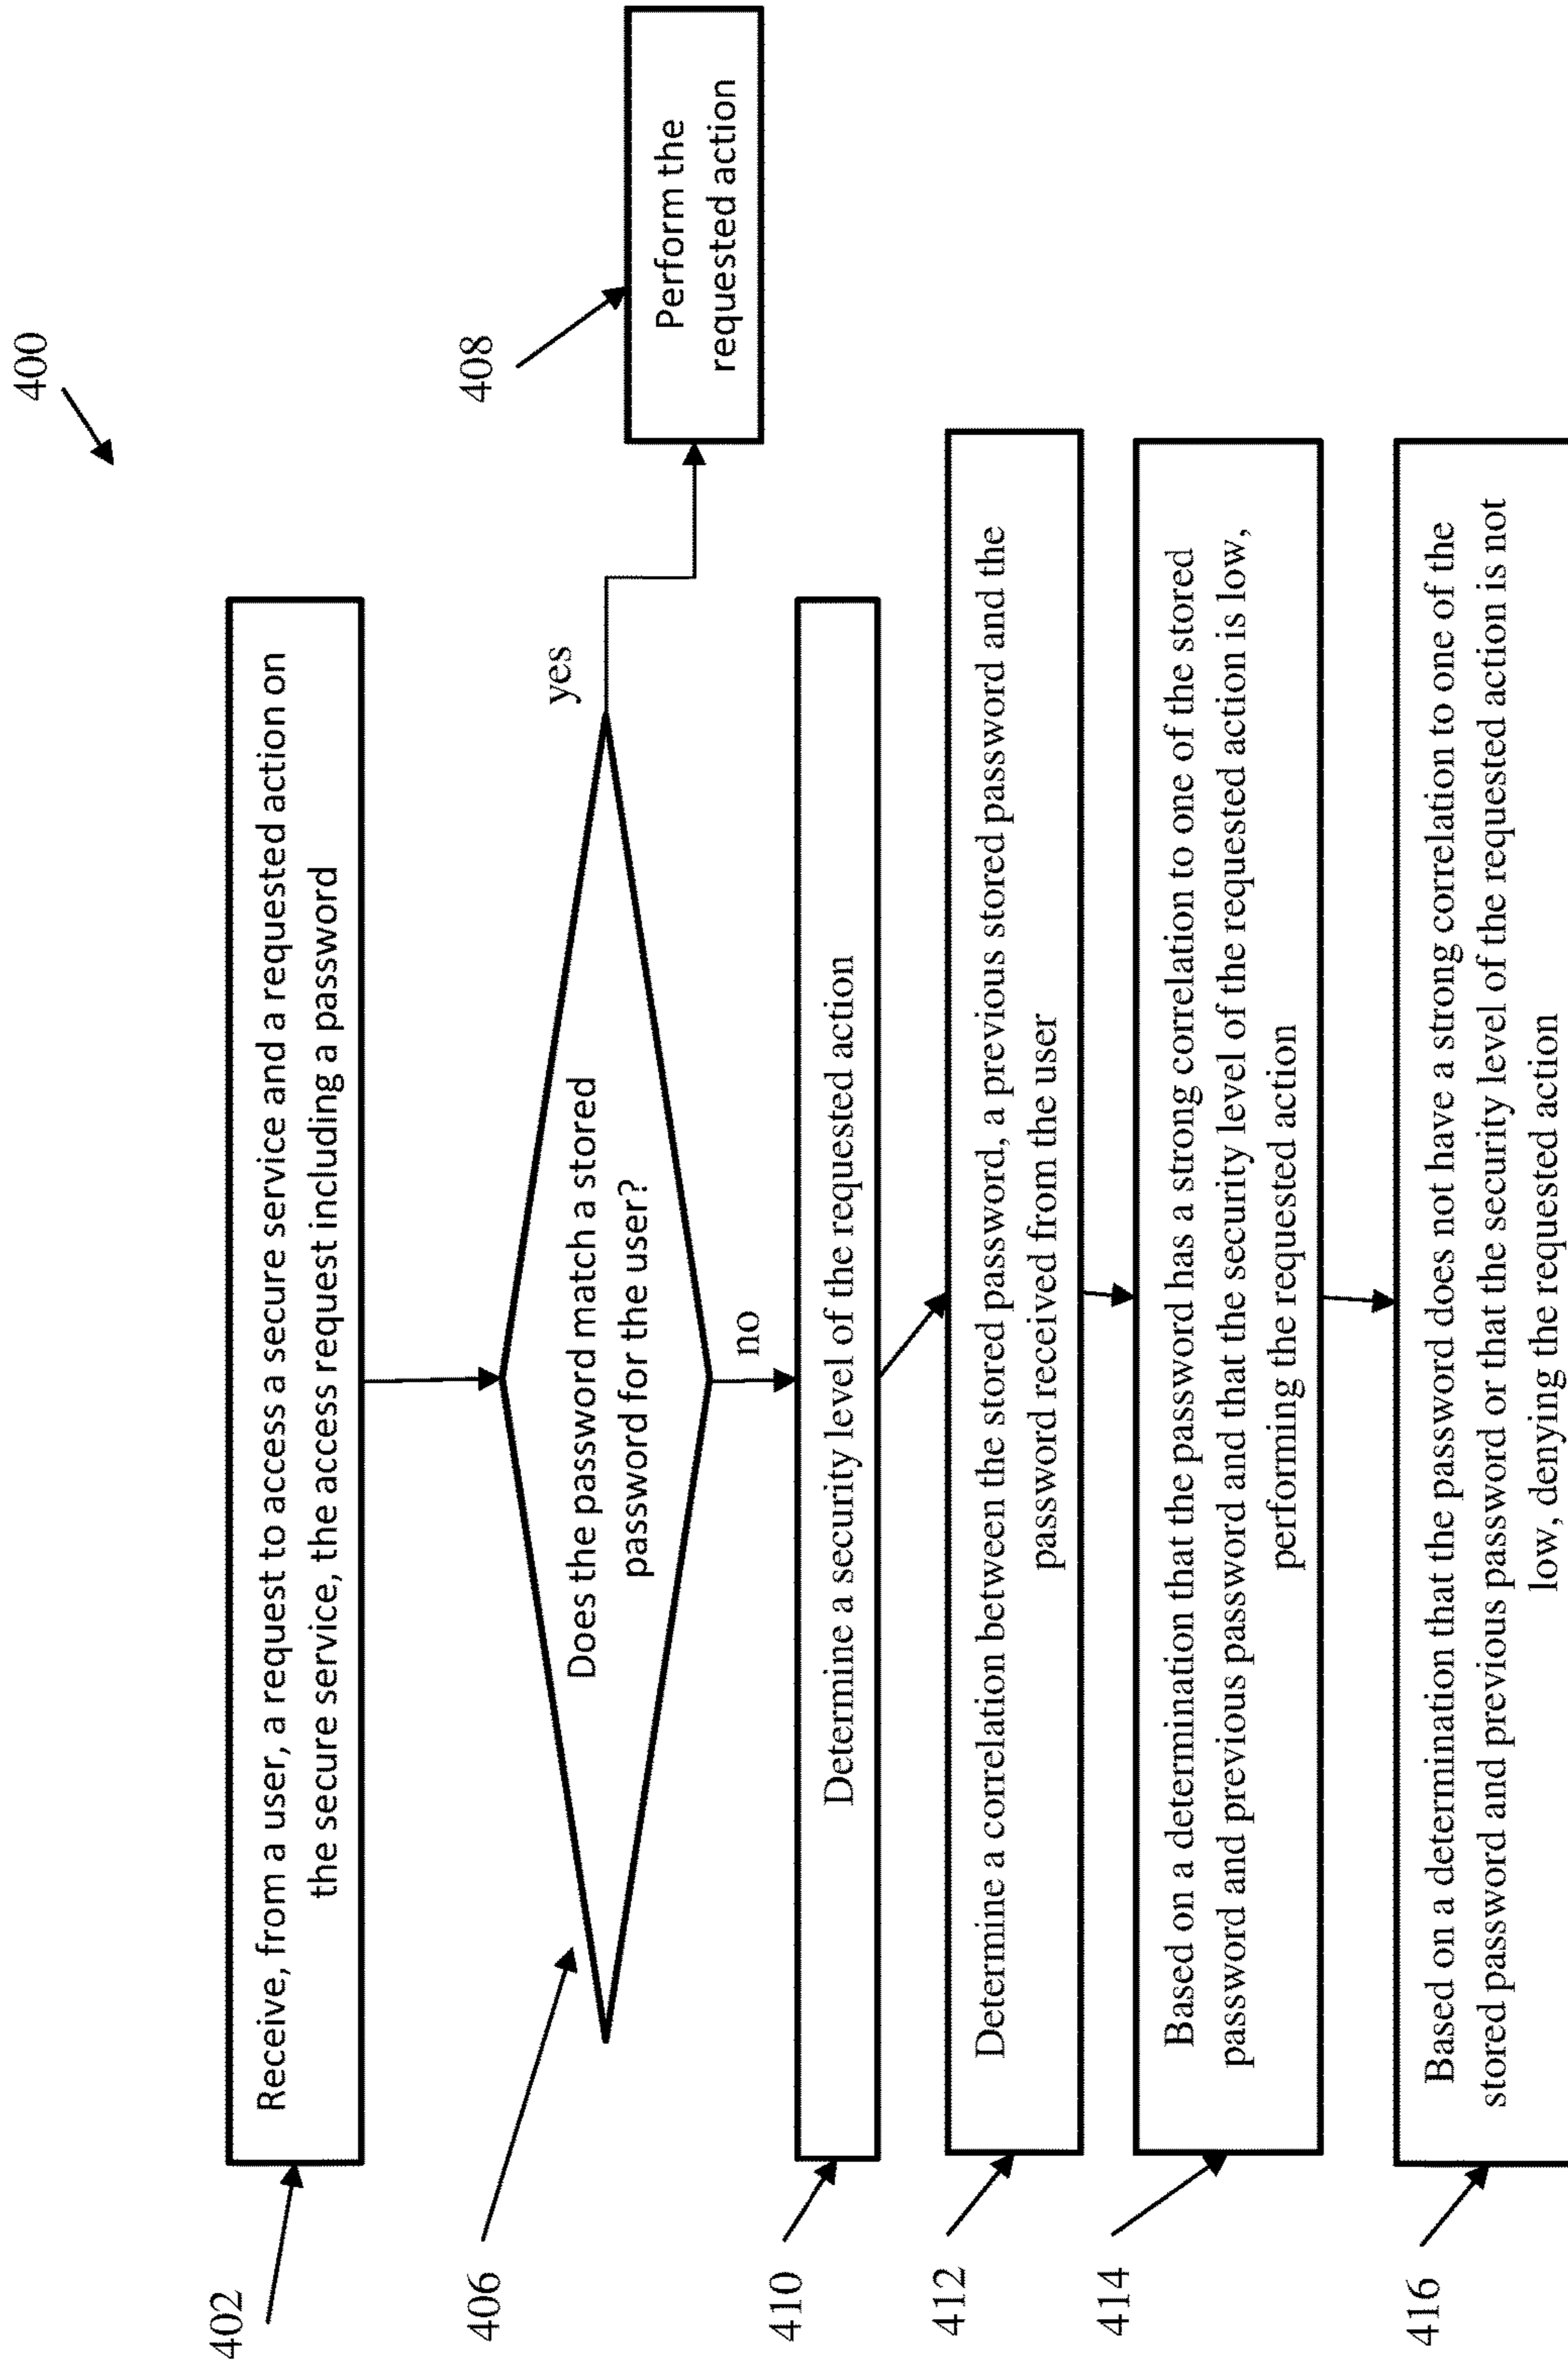 400
402
Receive, from a user, a request to access a secure service and a requested action on
the secure service, the access request including a password
406
Does the password match a stored
password for the user?
yes
408
Perform the
requested action
no
410
Determine a security level of the requested action
412
Determine a correlation between the stored password, a previous stored password and the
password received from the user
414
Based on a determination that the password has a strong correlation to one of the stored
password and previous password and that the security level of the requested action is low,
performing the requested action
416
Based on a determination that the password does not have a strong correlation to one of the
stored password and previous password or that the security level of the requested action is not
low, denying the requested action